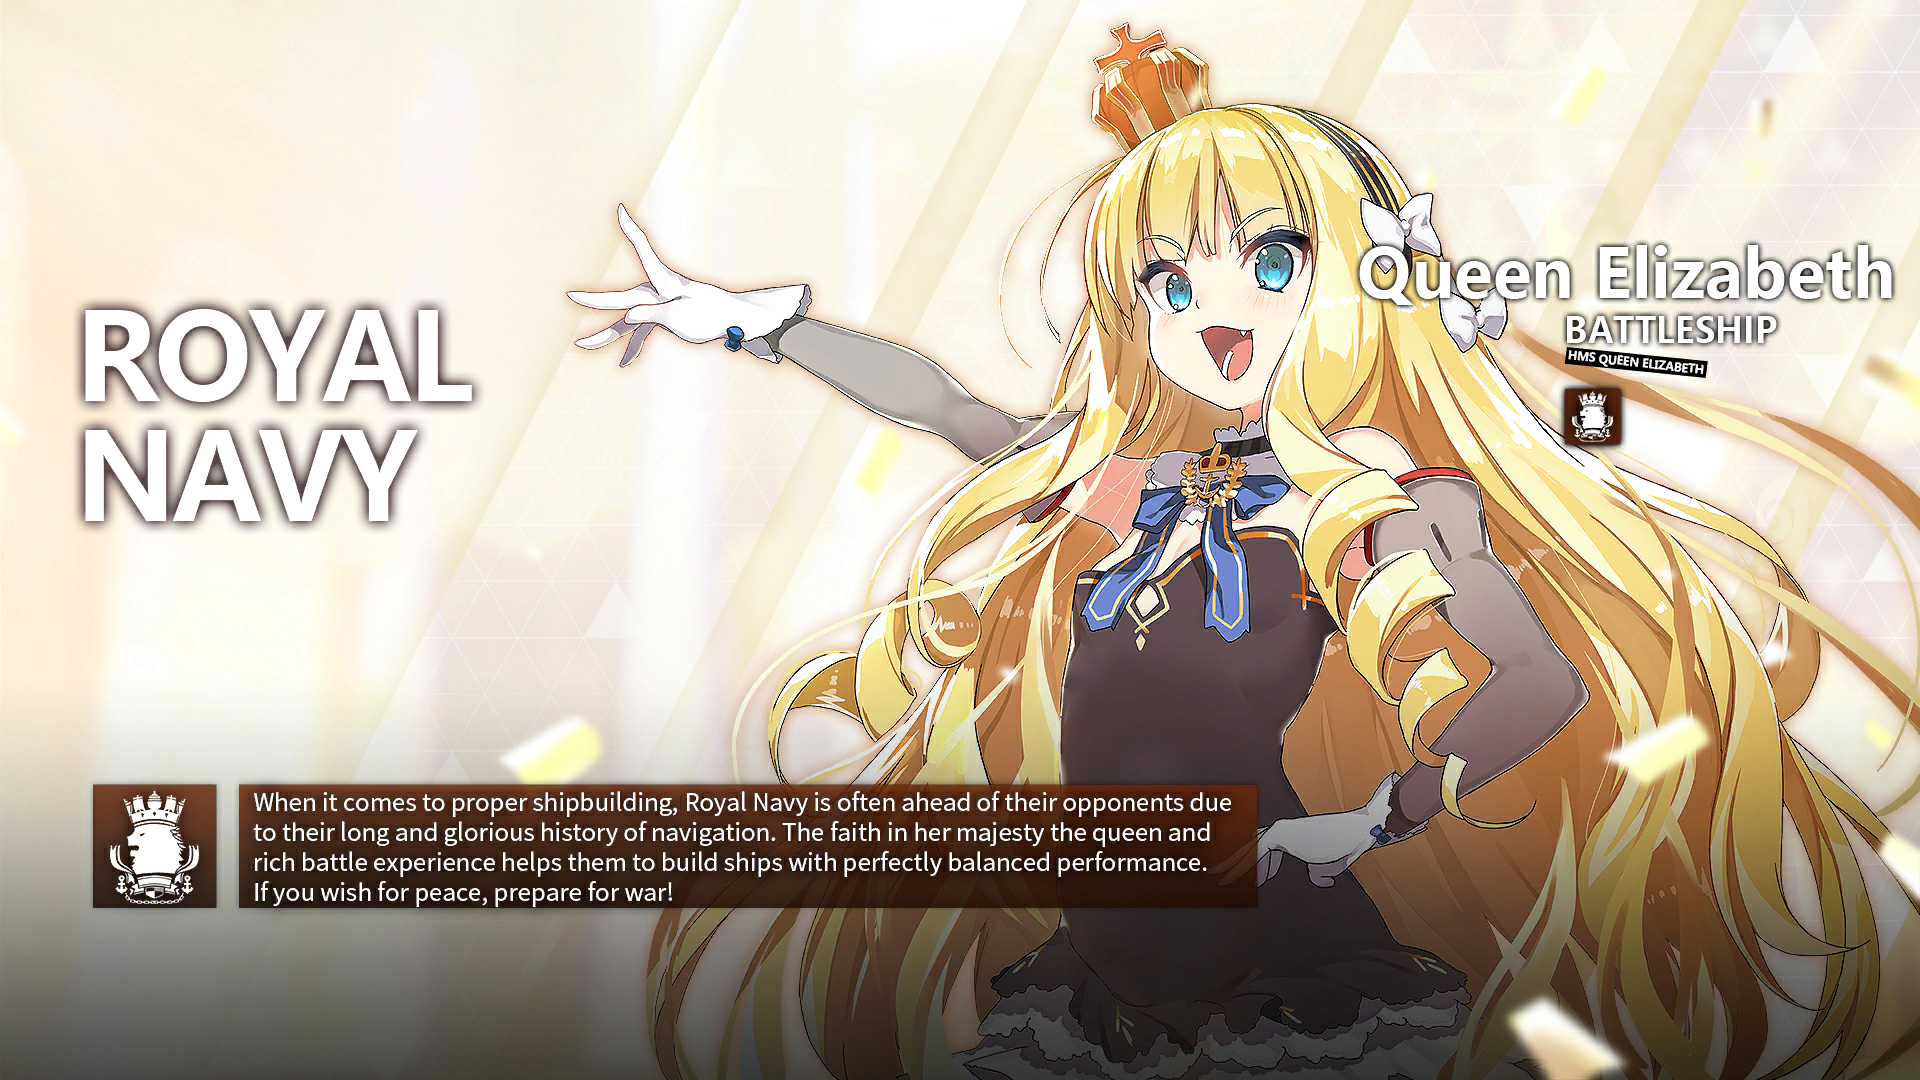 ROYAL
NAVY
Queen Elizabeth
BATTLESHIP
HMS QUEEN ELIZABETH
When it comes to proper shipbuilding, Royal Navy is often ahead of their opponents due
to their long and glorious history of navigation. The faith in her majesty the queen and
rich battle experience helps them to build ships with perfectly balanced performance.
If you wish for peace, prepare for war!